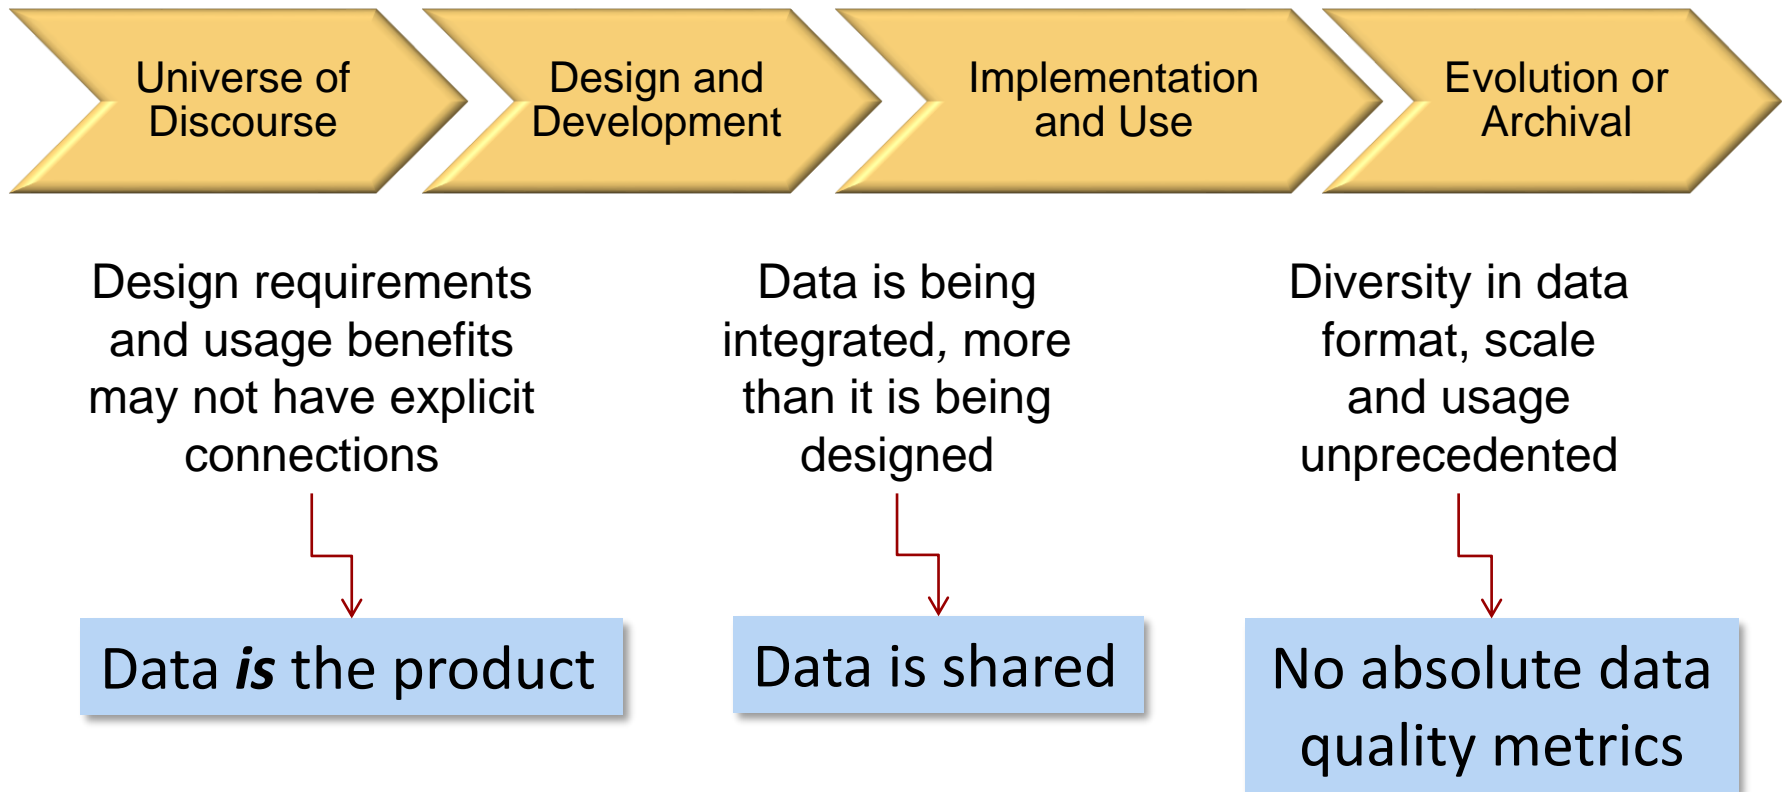 Universe of
Discourse
Design and
Development
Implementation
and Use
Evolution or
Archival
Design requirements
and usage benefits
may not have explicit
connections
Data is being
integrated, more
than it is being
designed
Diversity in data
format, scale
and usage
unprecedented
Data is the product
Data is shared
No absolute data
quality metrics